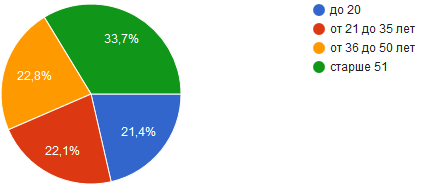 33,7%
22,8%
22,1%
21,4%
до 20
от 21 до 35 лет
от 36 до 50 лет
старше 51